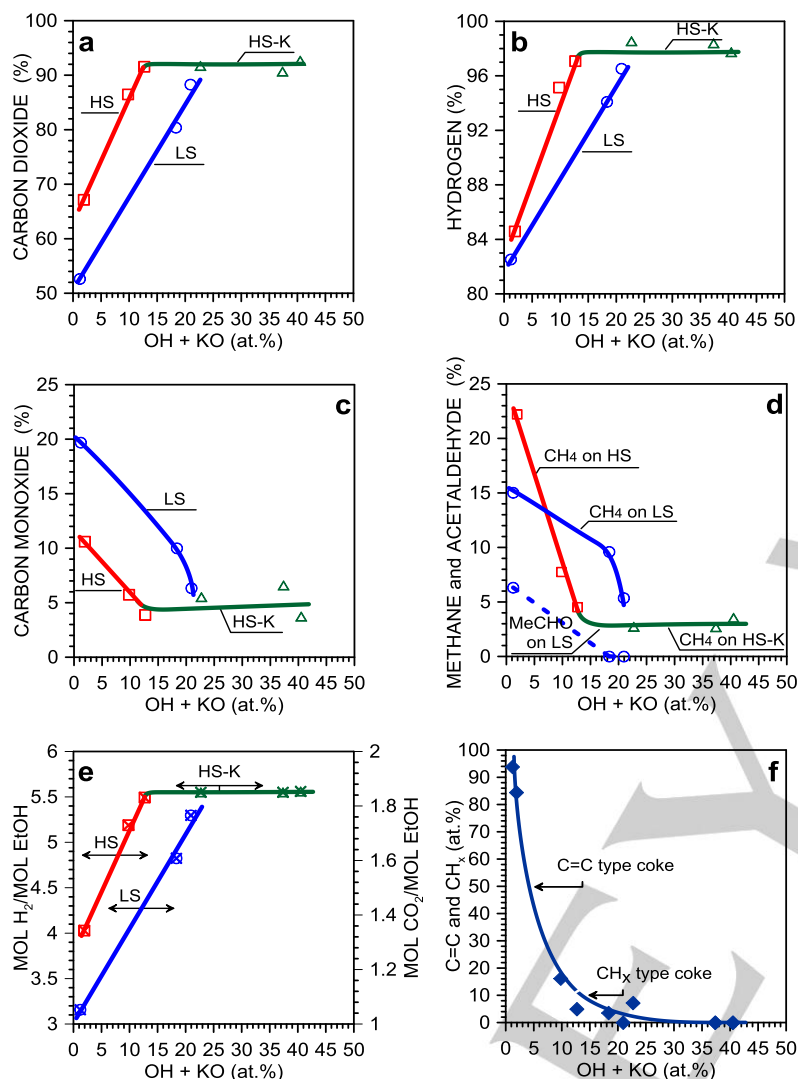 a
CARBON DIOXIDE (%)
100
90
80
70
60
50
HS-K
HS
LS
0 5 10 15 20 25 30 35 40 45 50
OH + KO (at.%)
b
HYDROGEN (%)
100
96
92
88
84
80
HS-K
HS
LS
0 5 10 15 20 25 30 35 40 45 50
OH + KO (at.%)
c
CARBON MONOXIDE (%)
25
20
15
10
5
0
LS
HS
HS-K
0 5 10 15 20 25 30 35 40 45 50
OH + KO (at.%)
d
METHANE and ACETALDEHYDE (%)
25
20
15
10
5
0
CH4 on HS
CH4 on LS
MeCHO
on LS
CH4 on HS-K
0 5 10 15 20 25 30 35 40 45 50
OH + KO (at.%)
e
MOL H2/MOL EtOH
6
5.5
5
4.5
4
3.5
3
HS-K
HS
LS
2
1.8
1.6
1.4
1.2
1
MOL CO2/MOL EtOH
0 5 10 15 20 25 30 35 40 45 50
OH + KO (at.%)
f
C=C and CHx (at.%)
100
90
80
70
60
50
40
30
20
10
0
C=C type coke
CHx type coke
0 5 10 15 20 25 30 35 40 45 50
OH + KO (at.%)